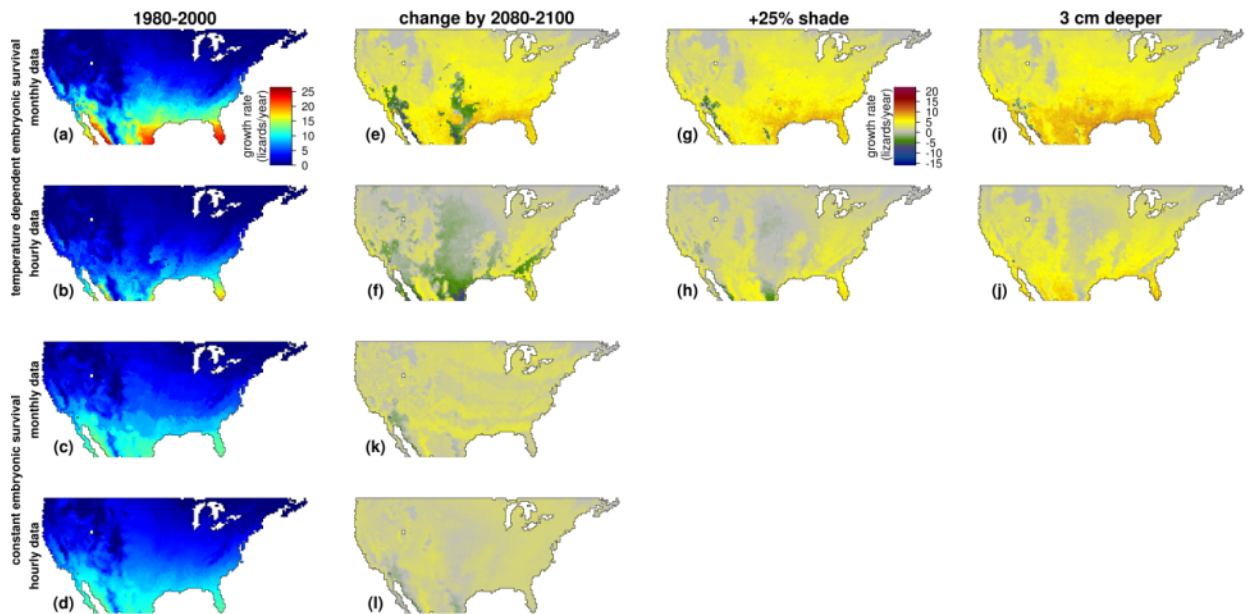 1980-2000
change by 2080-2100
+25% shade
3 cm deeper
temperature dependent embryonic survival
monthly data
(a)
growth rate
(lizards/year)
25
20
15
10
5
0
(e)
(g)
growth rate
(lizards/year)
20
15
10
5
0
-5
-10
-15
(i)
hourly data
(b)
(f)
(h)
(j)
constant embryonic survival
monthly data
(c)
(k)
hourly data
(d)
(l)